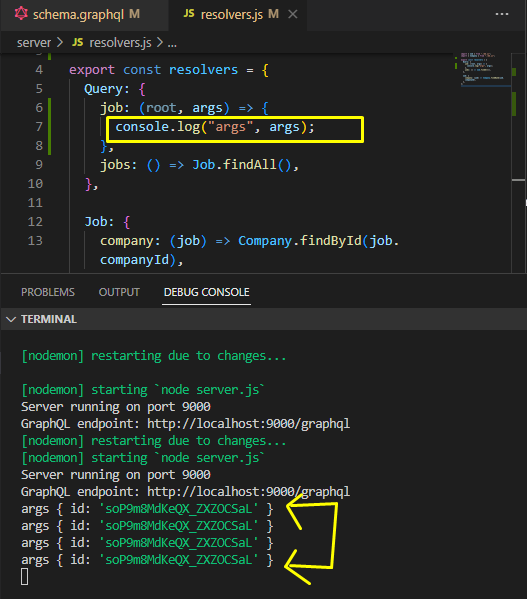 schema.graphql M
JS resolvers.js M
server > JS resolvers.js > ...
4 export const resolvers = {
5 Query: {
6 job: (root, args) => {
7 console.log("args", args);
8 },
9 jobs: () => Job.findAll(),
10 },
11
12 Job: {
13 company: (job) => Company.findById(job.
companyId),
PROBLEMS OUTPUT DEBUG CONSOLE
TERMINAL
[nodemon] restarting due to changes...
[nodemon] starting `node server.js`
Server running on port 9000
GraphQL endpoint: http://localhost:9000/graphql
[nodemon] restarting due to changes...
[nodemon] starting `node server.js`
Server running on port 9000
GraphQL endpoint: http://localhost:9000/graphql
args { id: 'soP9m8MdKeQX_ZXZOCSaL' }
args { id: 'soP9m8MdKeQX_ZXZOCSaL' }
args { id: 'soP9m8MdKeQX_ZXZOCSaL' }
args { id: 'soP9m8MdKeQX_ZXZOCSaL' }